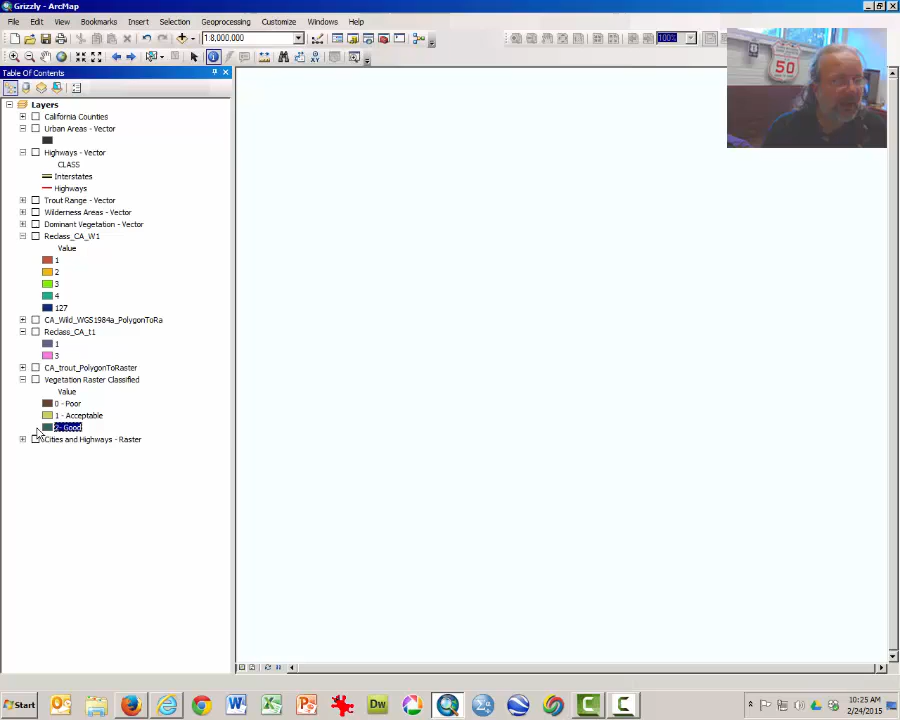 Grizzly - ArcMap
File Edit View Bookmarks Insert Selection Geoprocessing Customize Windows Help
1:8,000,000
100%
Table Of Contents
Layers
California Counties
Urban Areas - Vector
Highways - Vector
CLASS
Interstates
Highways
Trout Range - Vector
Wilderness Areas - Vector
Dominant Vegetation - Vector
Reclass_CA_W1
Value
1
2
3
4
127
CA_Wild_WGS1984a_PolygonToRa
Reclass_CA_t1
1
3
CA_trout_PolygonToRaster
Vegetation Raster Classified
Value
0 - Poor
1 - Acceptable
2- Good
Cities and Highways - Raster
50
Start
10:25 AM
2/24/2015